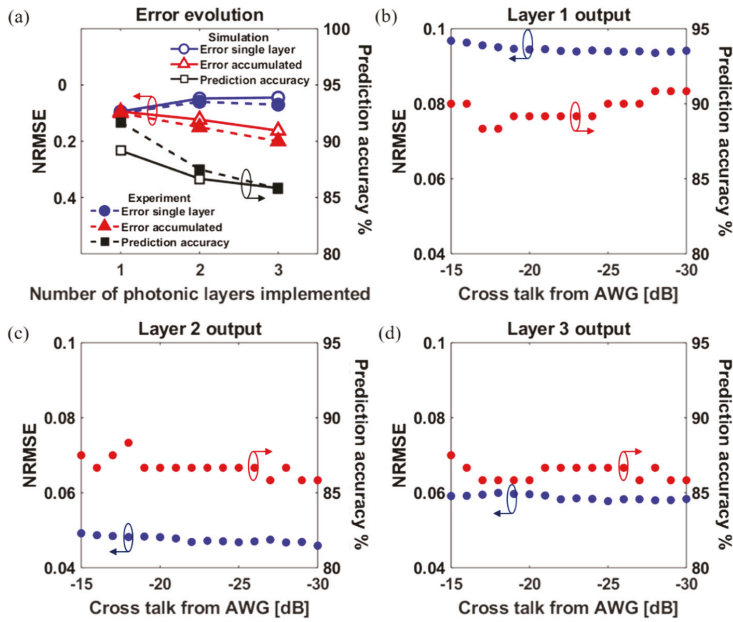 (a)
Error evolution
Simulation
Error single layer
Error accumulated
Prediction accuracy
Experiment
Error single layer
Error accumulated
Prediction accuracy
NRMSE
0
0.2
0.4
100
95
90
85
80
Prediction accuracy %
1
2
3
Number of photonic layers implemented
(b)
Layer 1 output
NRMSE
0.1
0.08
0.06
0.04
95
90
85
80
Prediction accuracy %
-15
-20
-25
-30
Cross talk from AWG [dB]
(c)
Layer 2 output
NRMSE
0.1
0.08
0.06
0.04
95
90
85
80
Prediction accuracy %
-15
-20
-25
-30
Cross talk from AWG [dB]
(d)
Layer 3 output
NRMSE
0.1
0.08
0.06
0.04
95
90
85
80
Prediction accuracy %
-15
-20
-25
-30
Cross talk from AWG [dB]